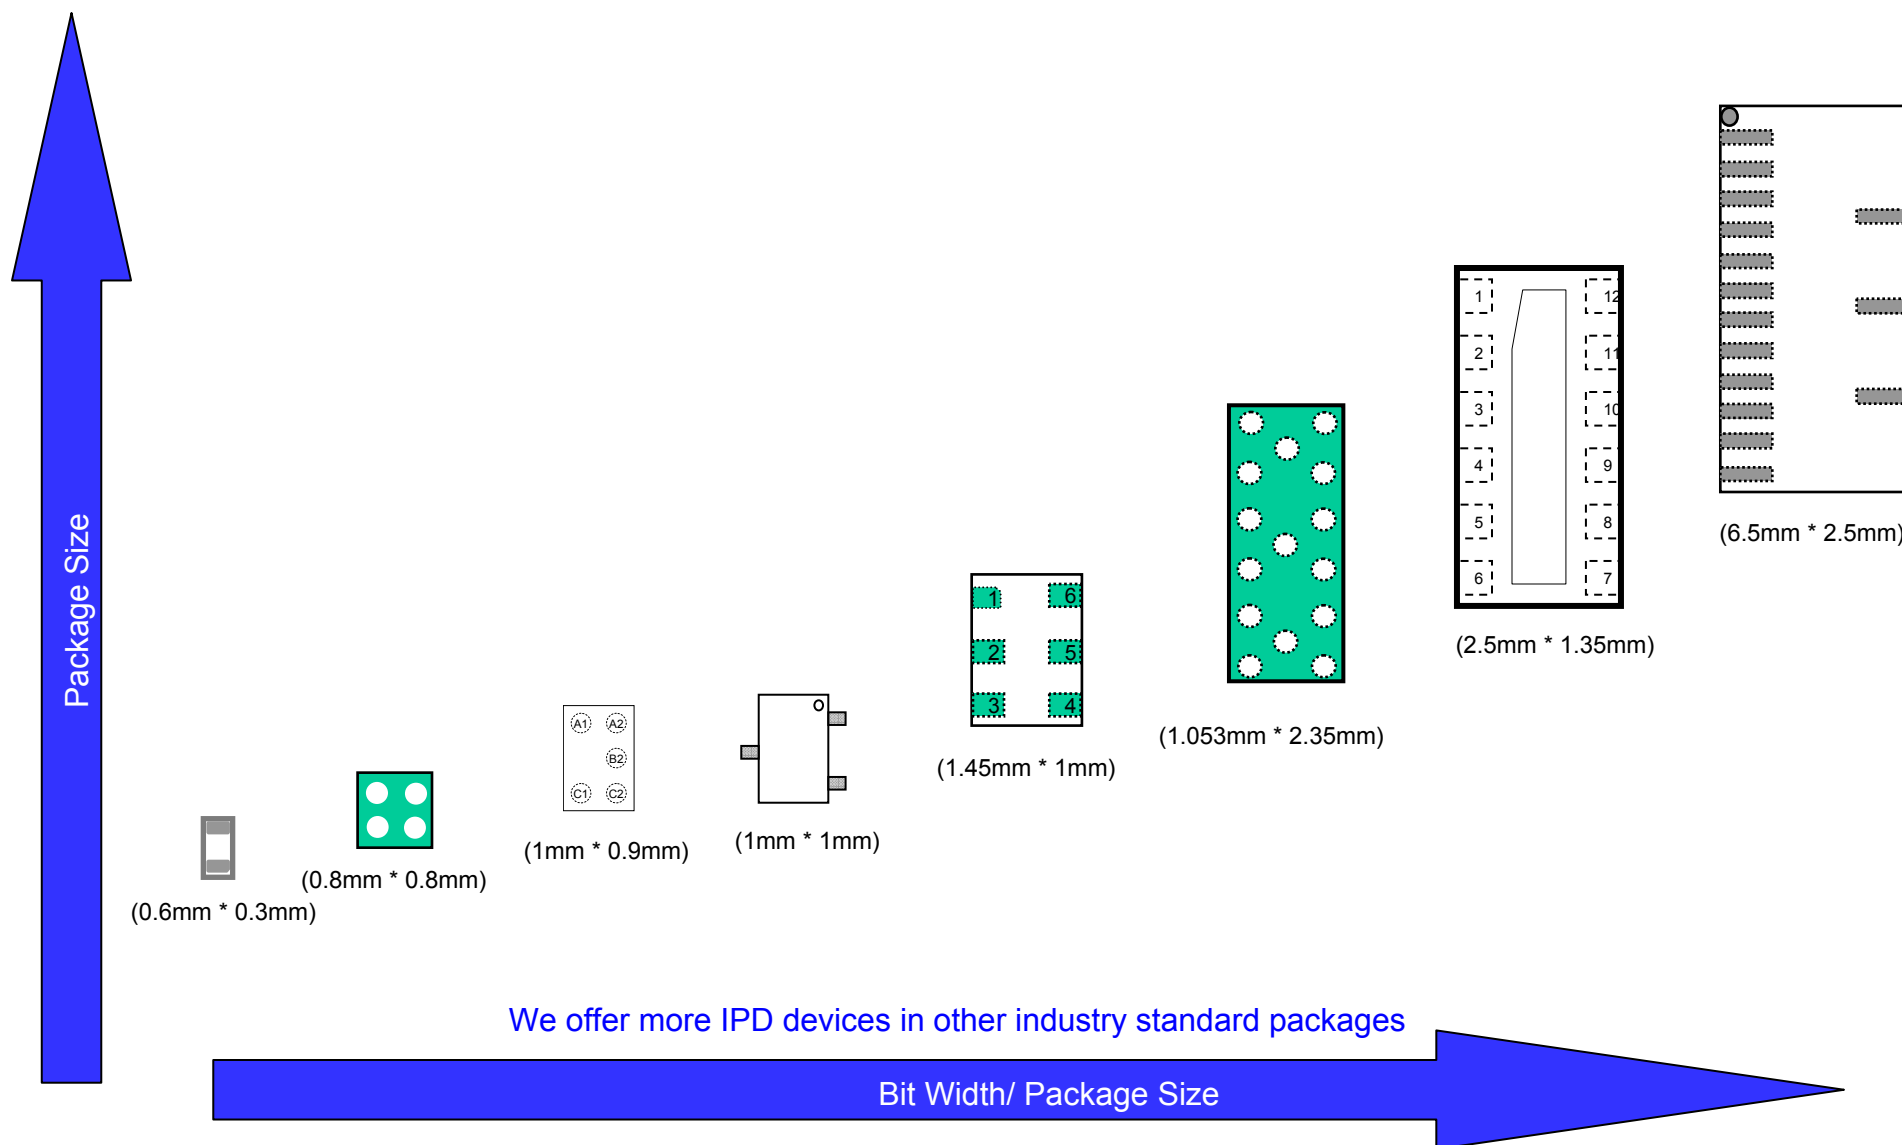 Package Size
1
12
2
11
3
10
4
9
5
8
6
7
(6.5mm * 2.5mm)
(2.5mm * 1.35mm)
1
6
2
5
3
4
(1.053mm * 2.35mm)
(1.45mm * 1mm)
A1
A2
B2
C1
C2
(1mm * 1mm)
(1mm * 0.9mm)
(0.8mm * 0.8mm)
(0.6mm * 0.3mm)
We offer more IPD devices in other industry standard packages
Bit Width/ Package Size